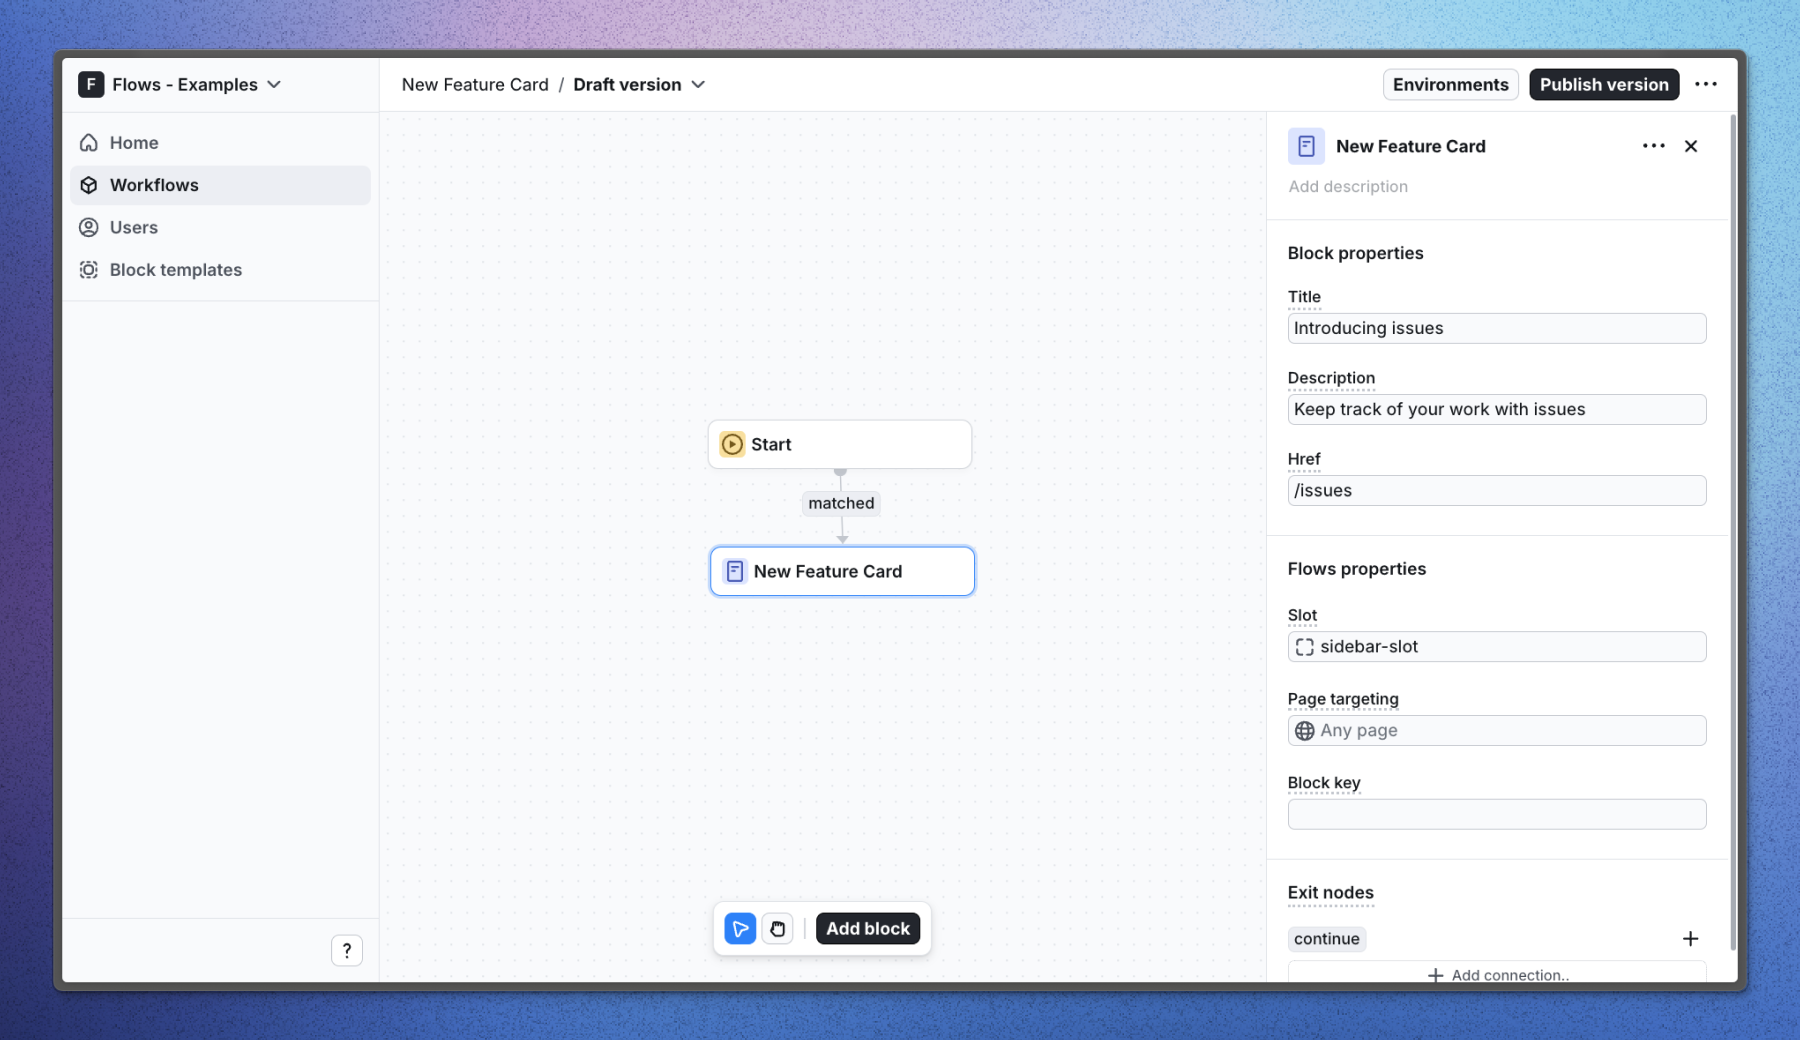 F Flows - Examples
New Feature Card / Draft version
Environments
Publish version
Home
Workflows
Users
Block templates
?
Start
matched
New Feature Card
Add block
New Feature Card
Add description
Block properties
Title
Introducing issues
Description
Keep track of your work with issues
Href
/issues
Flows properties
Slot
sidebar-slot
Page targeting
Any page
Block key
Exit nodes
continue
Add connection..